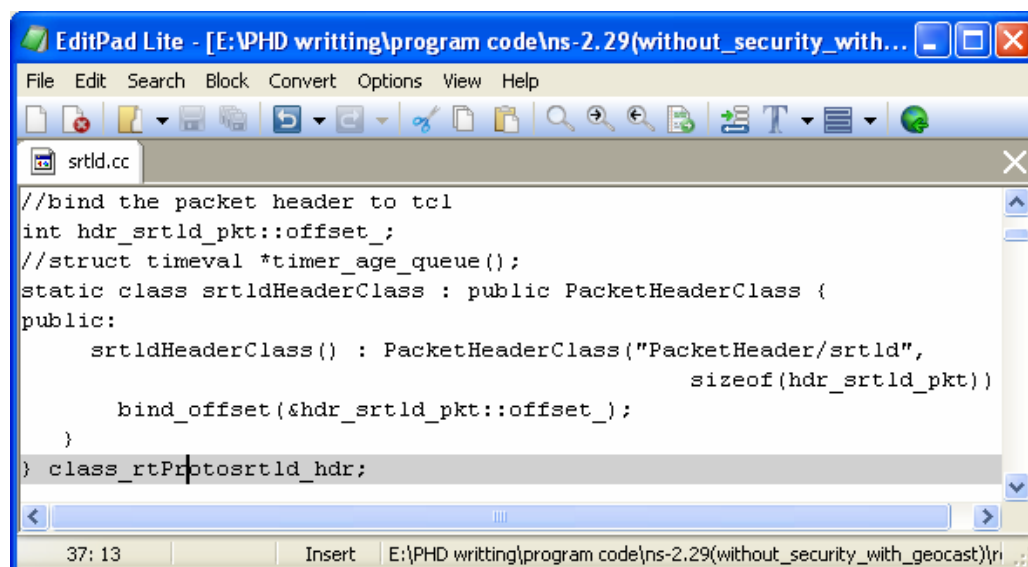 EditPad Lite - [E:\PHD writting\program code\ns-2.29(without_security_with...
File Edit Search Block Convert Options View Help
srtld.cc
//bind the packet header to tcl
int hdr_srtld_pkt::offset_;
//struct timeval *timer_age_queue();
static class srtldHeaderClass : public PacketHeaderClass {
public:
srtldHeaderClass() : PacketHeaderClass("PacketHeader/srtld",
sizeof(hdr_srtld_pkt))
bind_offset(&hdr_srtld_pkt::offset_);
}
} class_rtProtosrtld_hdr;
37: 13 Insert E:\PHD writting\program code\ns-2.29(without_security_with_geocast)\r